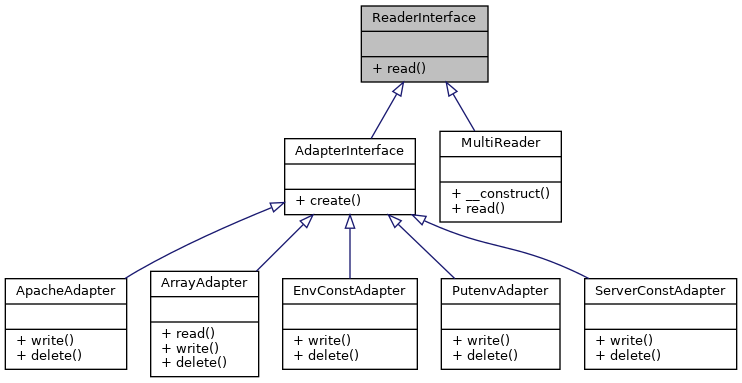 ReaderInterface
+ read()
AdapterInterface
+ create()
MultiReader
+ __construct()
+ read()
ApacheAdapter
+ write()
+ delete()
ArrayAdapter
+ read()
+ write()
+ delete()
EnvConstAdapter
+ write()
+ delete()
PutenvAdapter
+ write()
+ delete()
ServerConstAdapter
+ write()
+ delete()